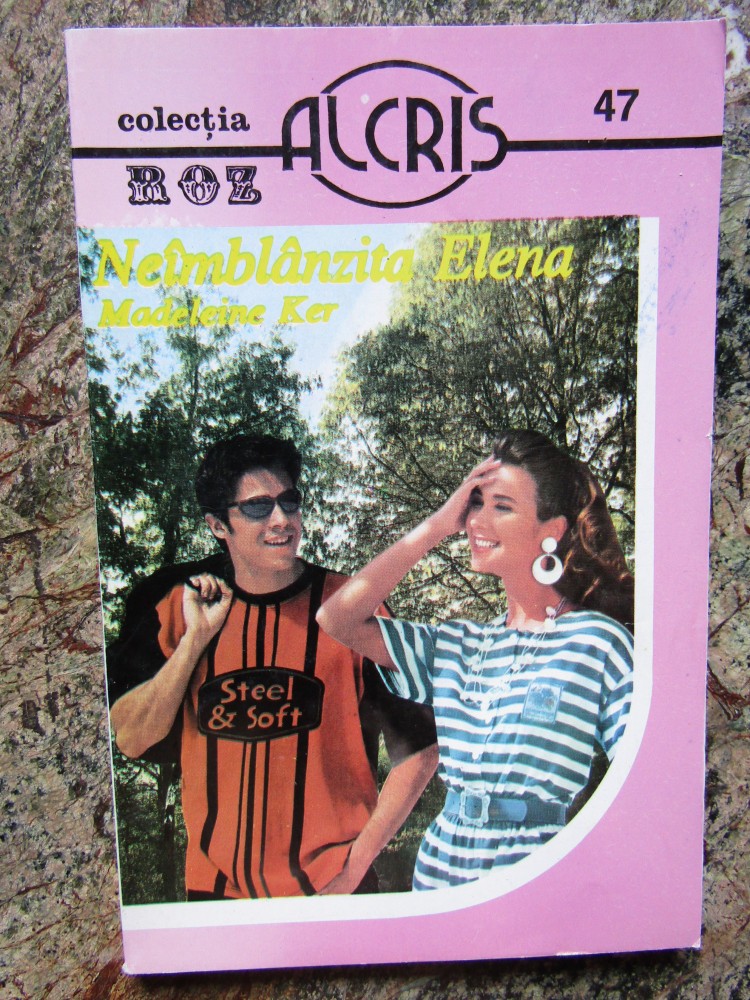 colecția
ALCRIS
47
ROZ
Neîmblânzita Elena
Madeleine Ker
Steel
& Soft